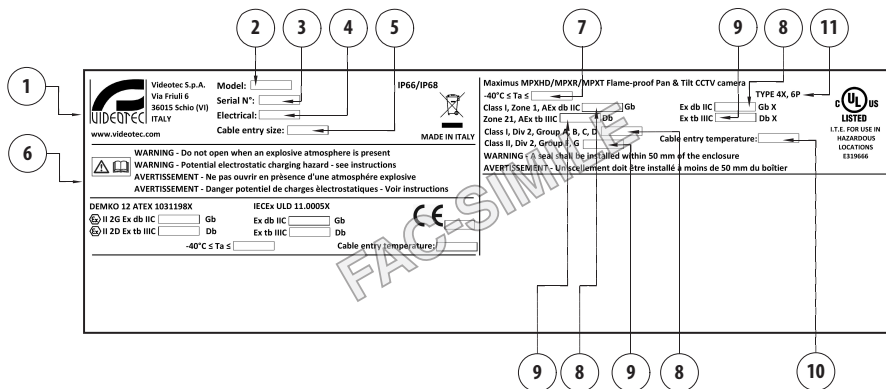 2
3
4
5
7
9
8
11
1
6
VIDEOTEC
www.videotec.com
Videotec S.p.A.
Via Friuli 6
36015 Schio (VI)
ITALY
Model:
Serial N°:
Electrical:
Cable entry size:
IP66/IP68
MADE IN ITALY
WARNING - Do not open when an explosive atmosphere is present
WARNING - Potential electrostatic charging hazard - see instructions
AVERTISSEMENT - Ne pas ouvrir en présence d'une atmosphére explosive
AVERTISSEMENT - Danger potentiel de charges èlectrostatiques - Voir instructions
DEMKO 12 ATEX 1031198X
Ex II 2G Ex db IIC Gb
Ex II 2D Ex tb IIIC Db
IECEx ULD 11.0005X
Ex db IIC Gb
Ex tb IIIC Db
CE
-40°C ≤ Ta ≤
Cable entry temperature:
Maximus MPXHD/MPXR/MPXT Flame-proof Pan & Tilt CCTV camera
-40°C ≤ Ta ≤
TYPE 4X, 6P
Class I, Zone 1, AEx db IIC Gb
Ex db IIC Gb X
Zone 21, AEx tb IIIC Db
Ex tb IIIC Db X
Class I, Div 2, Group A, B, C, D
Class II, Div 2, Group F, G
Cable entry temperature:
WARNING - A seal shall be installed within 50 mm of the enclosure
AVERTISSEMENT - Un scellement doit être installé à moins de 50 mm du boîtier
C UL US
LISTED
I.T.E. FOR USE IN
HAZARDOUS
LOCATIONS
E319666
FAC-SIMILE
9
8
9
8
10